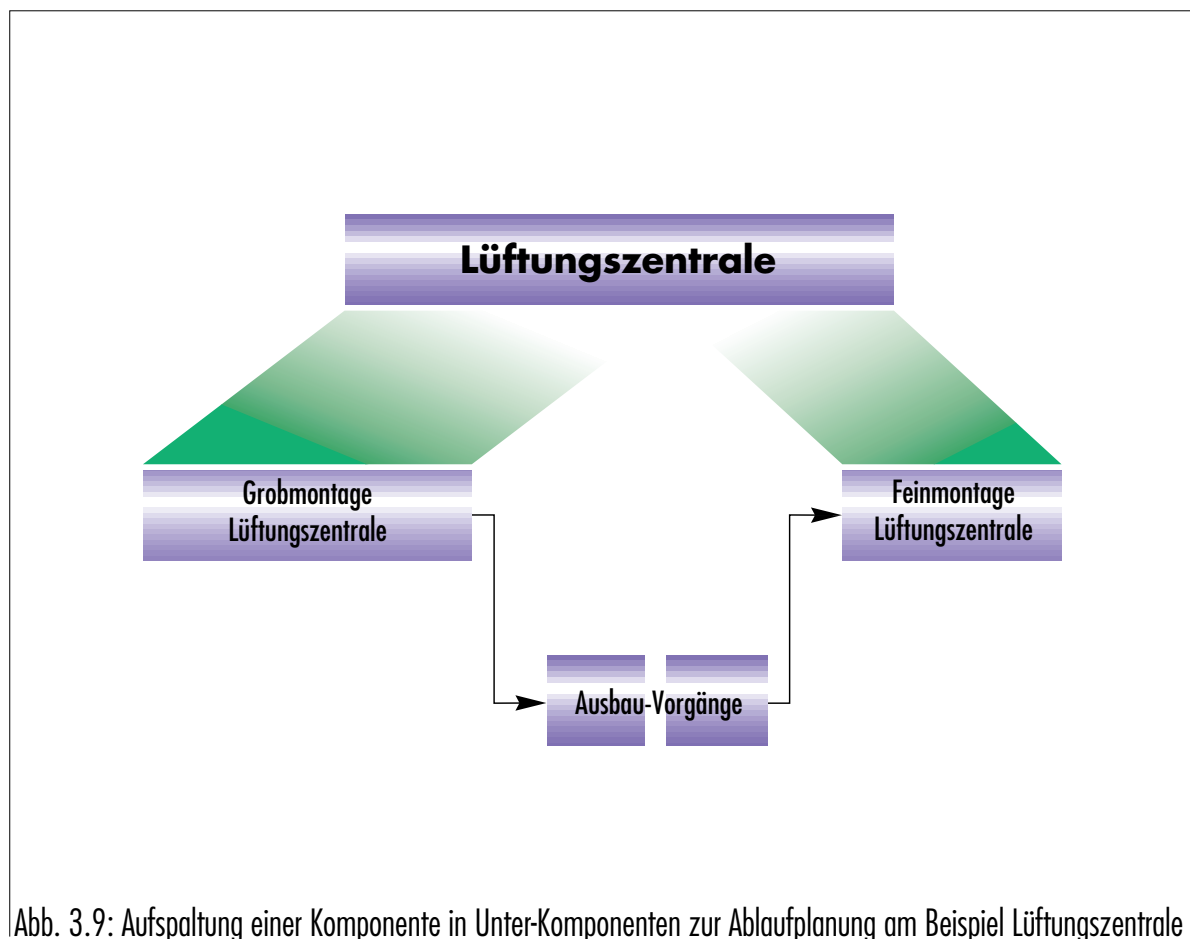 Lüftungszentrale
Grobmontage
Lüftungszentrale
Feinmontage
Lüftungszentrale
Ausbau-Vorgänge
Abb. 3.9: Aufspaltung einer Komponente in Unter-Komponenten zur Ablaufplanung am Beispiel Lüftungszentrale